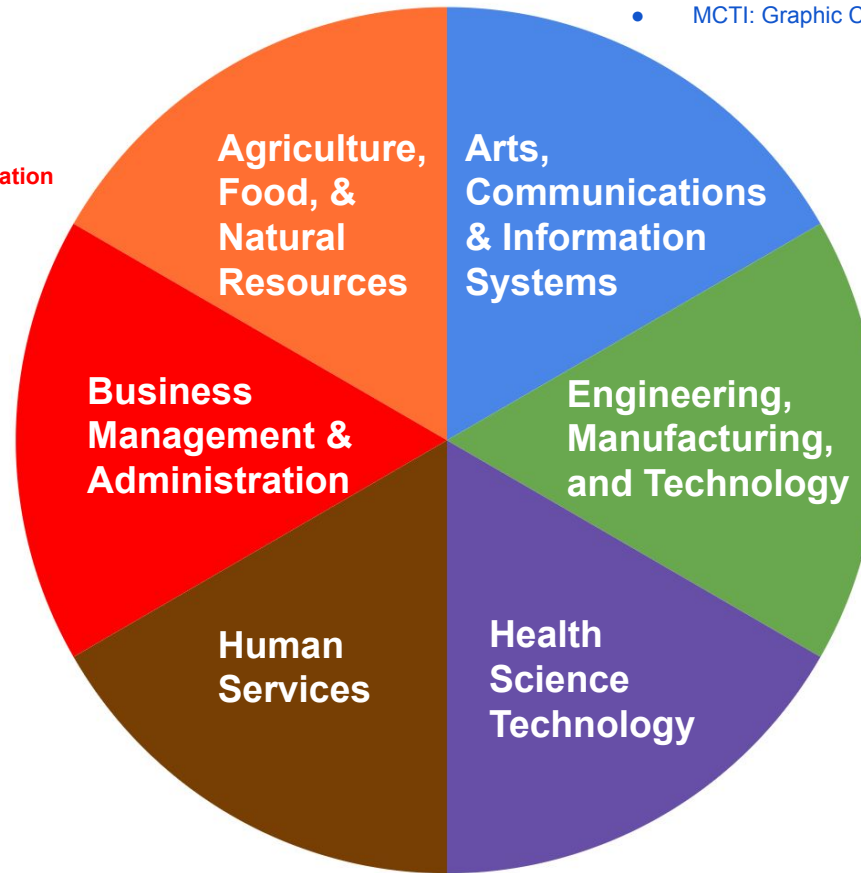 ● MCTI: Graphic C
ation
Agriculture,
Food, &
Natural
Resources
Arts,
Communications
& Information
Systems
Business
Management &
Administration
Engineering,
Manufacturing,
and Technology
Human
Services
Health
Science
Technology